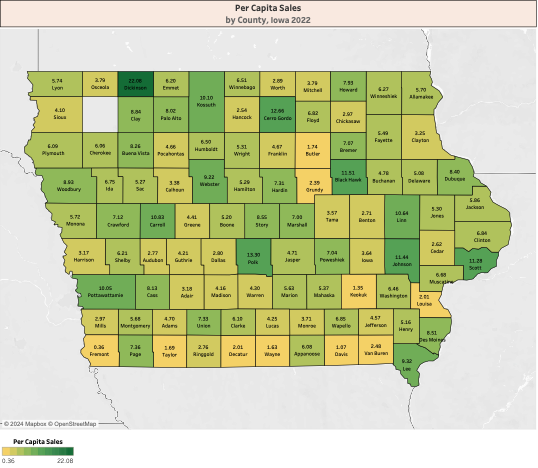 Per Capita Sales
by County, Iowa 2022
5.74 3.79 22.08 6.20 6.51 2.89 3.79 7.93 5.70
Lyon Osceola Dickinson Emmet Winnebago Worth Mitchell Howard Allamakee
6.27
Winneshiek
10.10
Kossuth
4.10 8.84 8.02 2.54 12.66 6.82 2.97
Sioux Clay Palo Alto Hancock Cerro Gordo Floyd Chickasaw
5.49 3.25
Fayette Clayton
6.09 6.06 8.26 4.66 6.50 5.31 4.67 1.74 7.07
Plymouth Cherokee Buena Vista Pocahontas Humboldt Wright Franklin Butler Bremer
8.93 6.75 5.27 3.38 9.22 5.29 7.31 2.39 11.51 4.78 5.08 8.40
Woodbury Ida Sac Calhoun Webster Hamilton Hardin Grundy Black Hawk Buchanan Delaware Dubuque
5.72 7.12 10.83 4.41 5.20 8.55 7.00 3.57 2.71 10.64 5.30 5.86
Monona Crawford Carroll Greene Boone Story Marshall Tama Benton Linn Jones Jackson
6.84
Clinton
2.62
Cedar
3.17 6.21 2.77 4.21 2.80 13.30 4.71 7.04 3.64 11.44 11.28
Harrison Shelby Audubon Guthrie Dallas Polk Jasper Poweshiek Iowa Johnson Scott
6.68
Muscatine
10.05 8.13 3.18 4.16 4.30 5.63 5.37 1.35 6.46 2.01
Pottawattamie Cass Adair Madison Warren Marion Mahaska Keokuk Washington Louisa
2.97 5.68 4.70 7.33 6.10 4.25 3.71 6.85 4.57 5.16 8.51
Mills Montgomery Adams Union Clarke Lucas Monroe Wapello Jefferson Henry Des Moines
0.36 7.36 1.69 2.76 2.01 1.63 6.08 1.07 2.48 9.32
Fremont Page Taylor Ringgold Decatur Wayne Appanoose Davis Van Buren Lee
© 2024 Mapbox © OpenStreetMap
Per Capita Sales
0.36 22.08